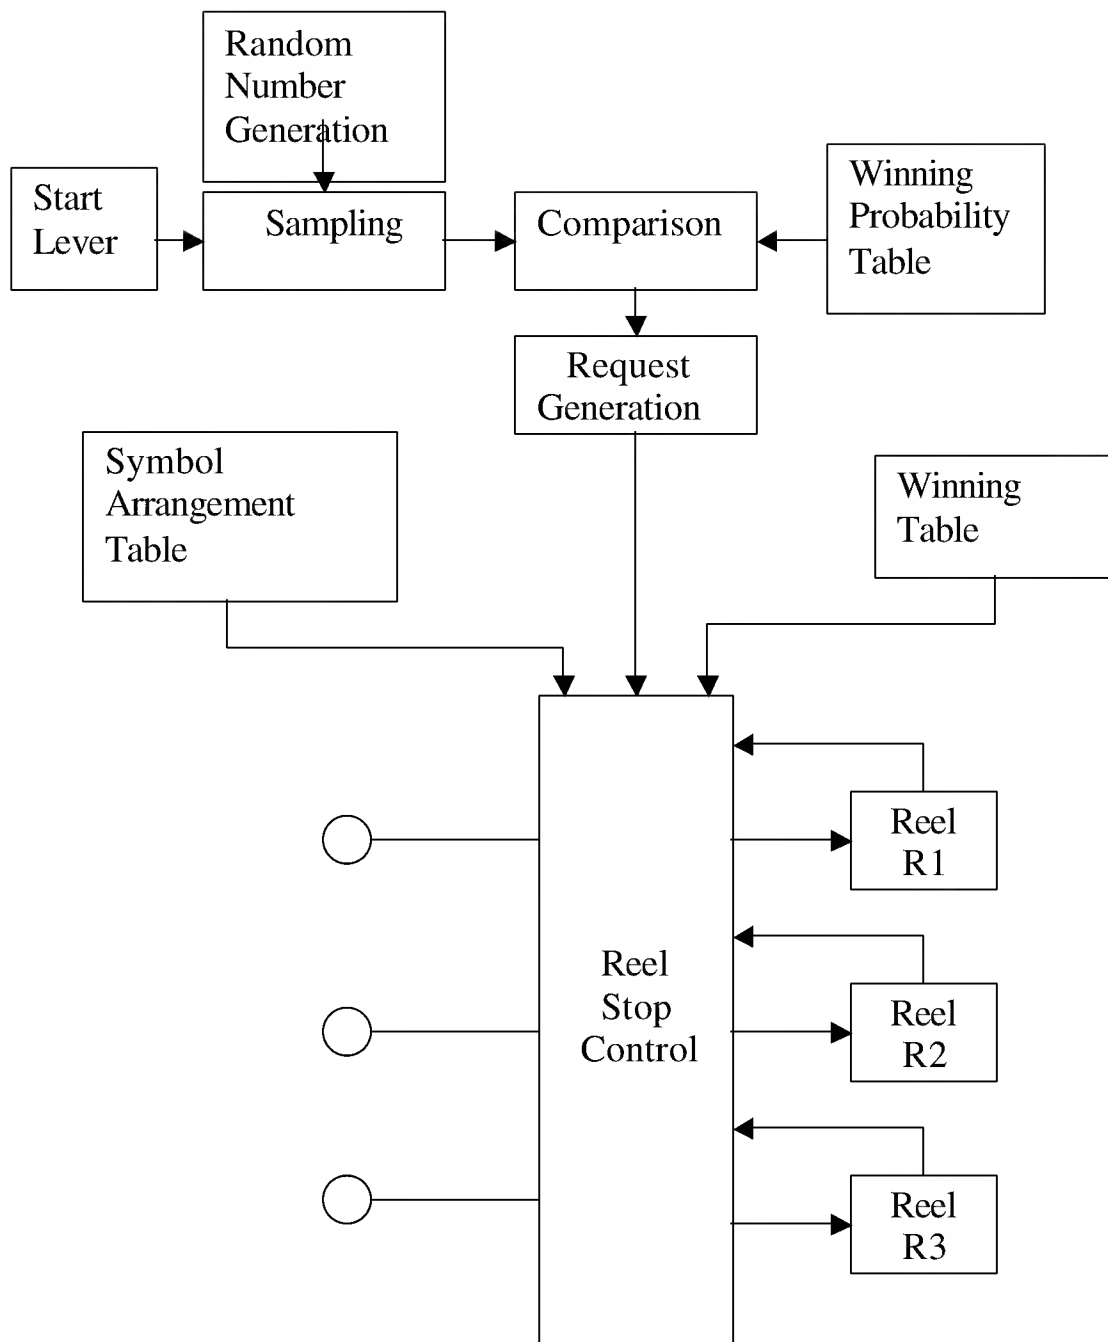 Random
Number
Generation
Start
Lever
Sampling
Comparison
Winning
Probability
Table
Request
Generation
Symbol
Arrangement
Table
Winning
Table
Reel
R1
Reel
Stop
Control
Reel
R2
Reel
R3